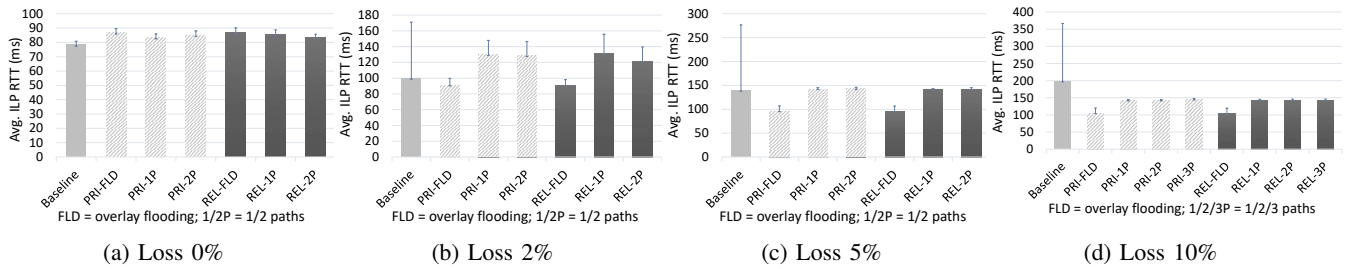 Avg. ILP RTT (ms)
100
90
80
70
60
50
40
30
20
10
0
Baseline
PRI-FLD
PRI-1P
PRI-2P
REL-FLD
REL-1P
REL-2P
FLD = overlay flooding; 1/2P = 1/2 paths
(a) Loss 0%
Avg. ILP RTT (ms)
180
160
140
120
100
80
60
40
20
0
Baseline
PRI-FLD
PRI-1P
PRI-2P
REL-FLD
REL-1P
REL-2P
FLD = overlay flooding; 1/2P = 1/2 paths
(b) Loss 2%
Avg. ILP RTT (ms)
300
250
200
150
100
50
0
Baseline
PRI-FLD
PRI-1P
PRI-2P
REL-FLD
REL-1P
REL-2P
FLD = overlay flooding; 1/2P = 1/2 paths
(c) Loss 5%
Avg. ILP RTT (ms)
400
350
300
250
200
150
100
50
0
Baseline
PRI-FLD
PRI-1P
PRI-2P
PRI-3P
REL-FLD
REL-1P
REL-2P
REL-3P
FLD = overlay flooding; 1/2/3P = 1/2/3 paths
(d) Loss 10%